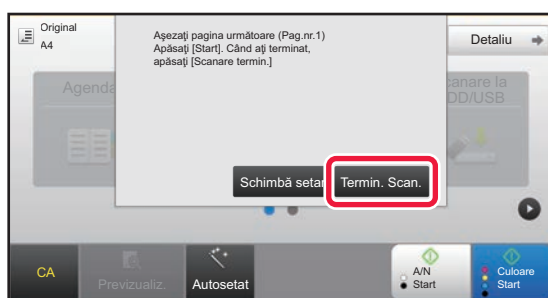 Original
A4
Aşezaţi pagina următoare (Pag.nr.1)
Apăsaţi [Start]. Când aţi terminat,
apăsaţi [Scanare termin.]
Detaliu
Agenda
canare la
DD/USB
Schimbă setar
Termin. Scan.
CA
Previzualiz.
Autosetat
A/N
Start
Culoare
Start